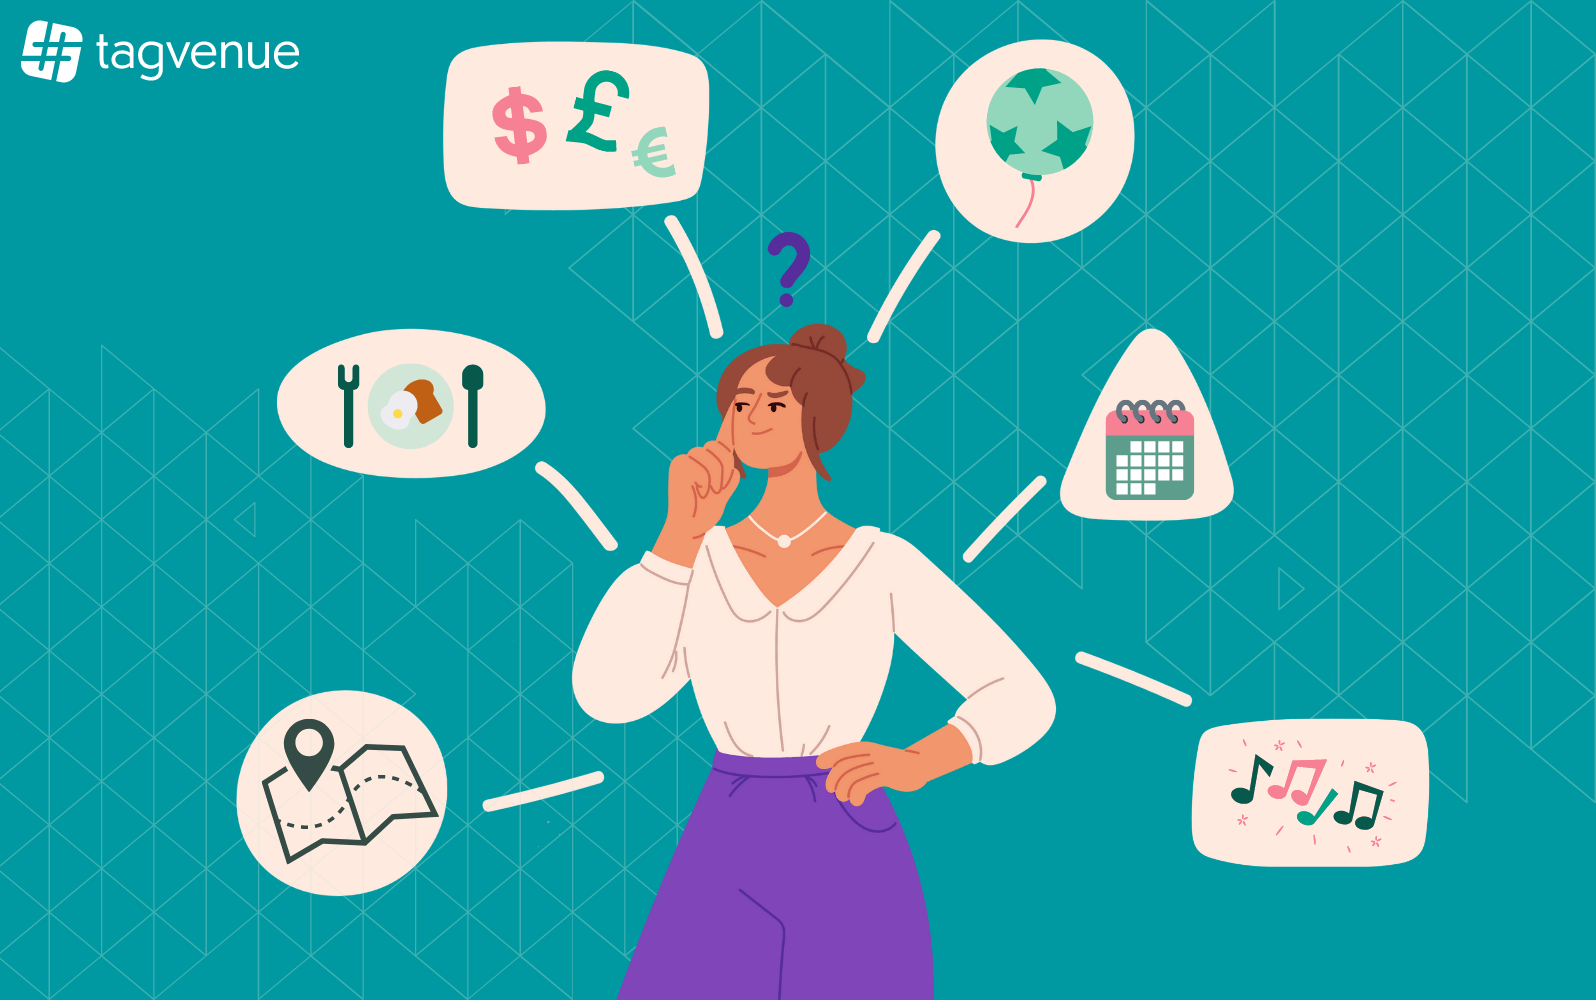 tagvenue
$ £ €
?